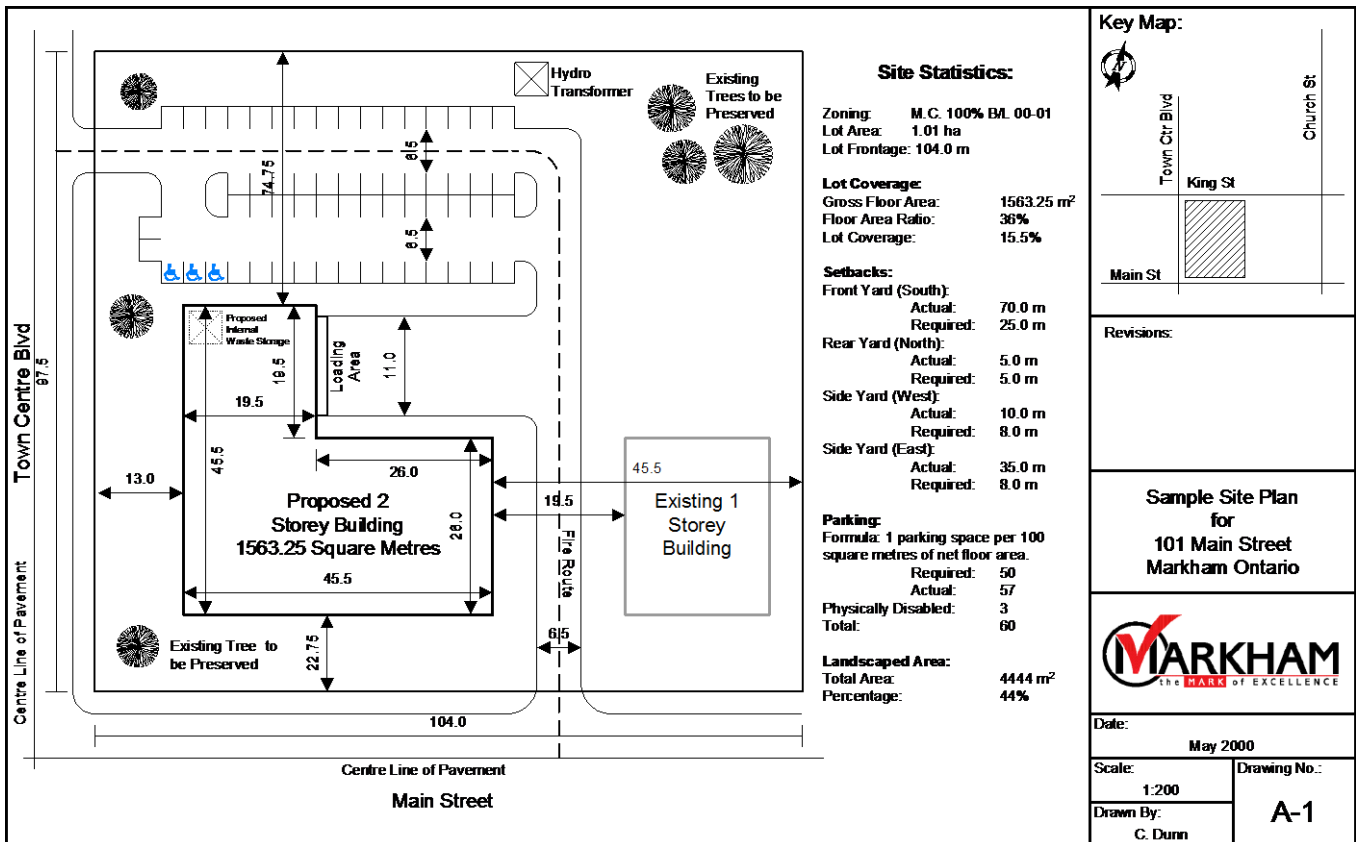 Hydro
Transformer
Existing
Trees to be
Preserved
74.75
6.5
6.5
Proposed
Internal
Waste Storage
19.5
Loading
Area
11.0
19.5
45.5
26.0
13.0
45.5
19.5
Proposed 2
Storey Building
1563.25 Square Metres
26.0
Existing 1
Storey
Building
Fire Route
45.5
Existing Tree to
be Preserved
22.75
6.5
104.0
Town Centre Blvd
97.5
Centre Line of Pavement
Centre Line of Pavement
Main Street
Site Statistics:
Zoning: M.C. 100% B/L 00-01
Lot Area: 1.01 ha
Lot Frontage: 104.0 m
Lot Coverage:
Gross Floor Area: 1563.25 m²
Floor Area Ratio: 36%
Lot Coverage: 15.5%
Setbacks:
Front Yard (South):
Actual: 70.0 m
Required: 25.0 m
Rear Yard (North):
Actual: 5.0 m
Required: 5.0 m
Side Yard (West):
Actual: 10.0 m
Required: 8.0 m
Side Yard (East):
Actual: 35.0 m
Required: 8.0 m
Parking:
Formula: 1 parking space per 100
square metres of net floor area.
Required: 50
Actual: 57
Physically Disabled: 3
Total: 60
Landscaped Area:
Total Area: 4444 m²
Percentage: 44%
Key Map:
N
Town Ctr Blvd
Church St
King St
Main St
Revisions:
Sample Site Plan
for
101 Main Street
Markham Ontario
MARKHAM
the MARK of EXCELLENCE
Date:
May 2000
Scale:
1:200
Drawing No.:
A-1
Drawn By:
C. Dunn